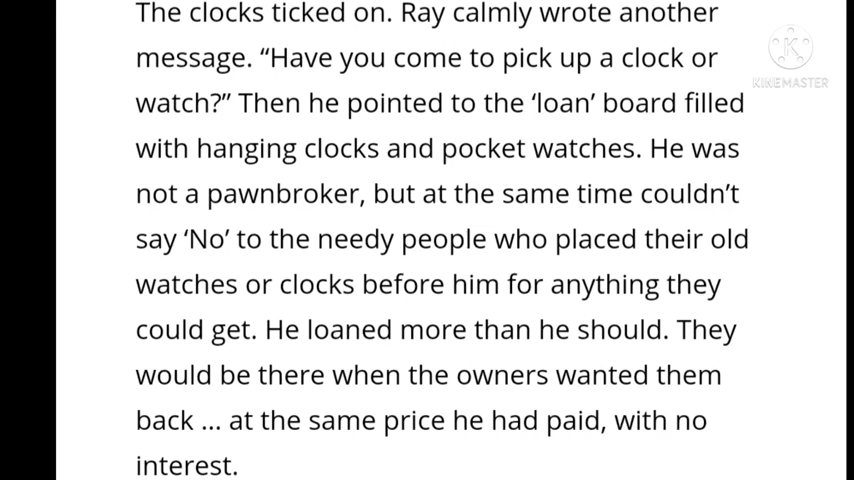 The clocks ticked on. Ray calmly wrote another
message. “Have you come to pick up a clock or
watch?” Then he pointed to the ‘loan’ board filled
with hanging clocks and pocket watches. He was
not a pawnbroker, but at the same time couldn’t
say ‘No’ to the needy people who placed their old
watches or clocks before him for anything they
could get. He loaned more than he should. They
would be there when the owners wanted them
back ... at the same price he had paid, with no
interest.
K
KINEMASTER